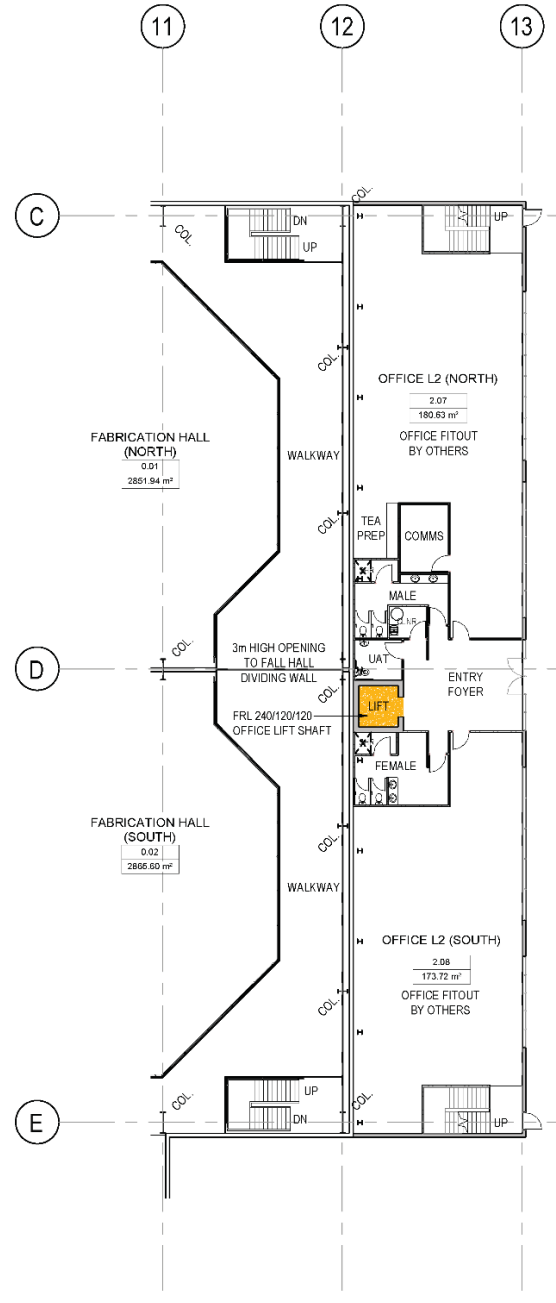 11
12
13
C
COL.
COL.
DN
UP
UP
COL.
OFFICE L2 (NORTH)
2.07
180.63 m²
OFFICE FITOUT
BY OTHERS
FABRICATION HALL
(NORTH)
0.01
2851.94 m²
WALKWAY
COL.
TEA
PREP
COMMS
MALE
COL.
3m HIGH OPENING
TO FALL HALL
DIVIDING WALL
UAT
D
COL.
ENTRY
FOYER
FRL 240/120/120
OFFICE LIFT SHAFT
LIFT
FEMALE
FABRICATION HALL
(SOUTH)
0.02
2865.60 m²
COL.
WALKWAY
OFFICE L2 (SOUTH)
2.08
173.72 m²
OFFICE FITOUT
BY OTHERS
COL.
COL.
UP
DN
UP
E